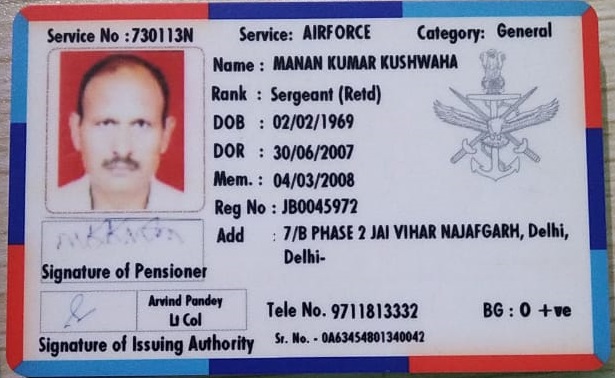 Service No : 730113N Service: AIRFORCE Category: General
Name : MANAN KUMAR KUSHWAHA
Rank : Sergeant (Retd)
DOB : 02/02/1969
DOR : 30/06/2007
Mem. : 04/03/2008
Reg No : JB0045972
Add : 7/B PHASE 2 JAI VIHAR NAJAFGARH, Delhi,
Delhi-
Signature of Pensioner
Arvind Pandey
Lt Col
Signature of Issuing Authority
Tele No. 9711813332 BG : O +ve
Sr. No. - 0A63454801340042